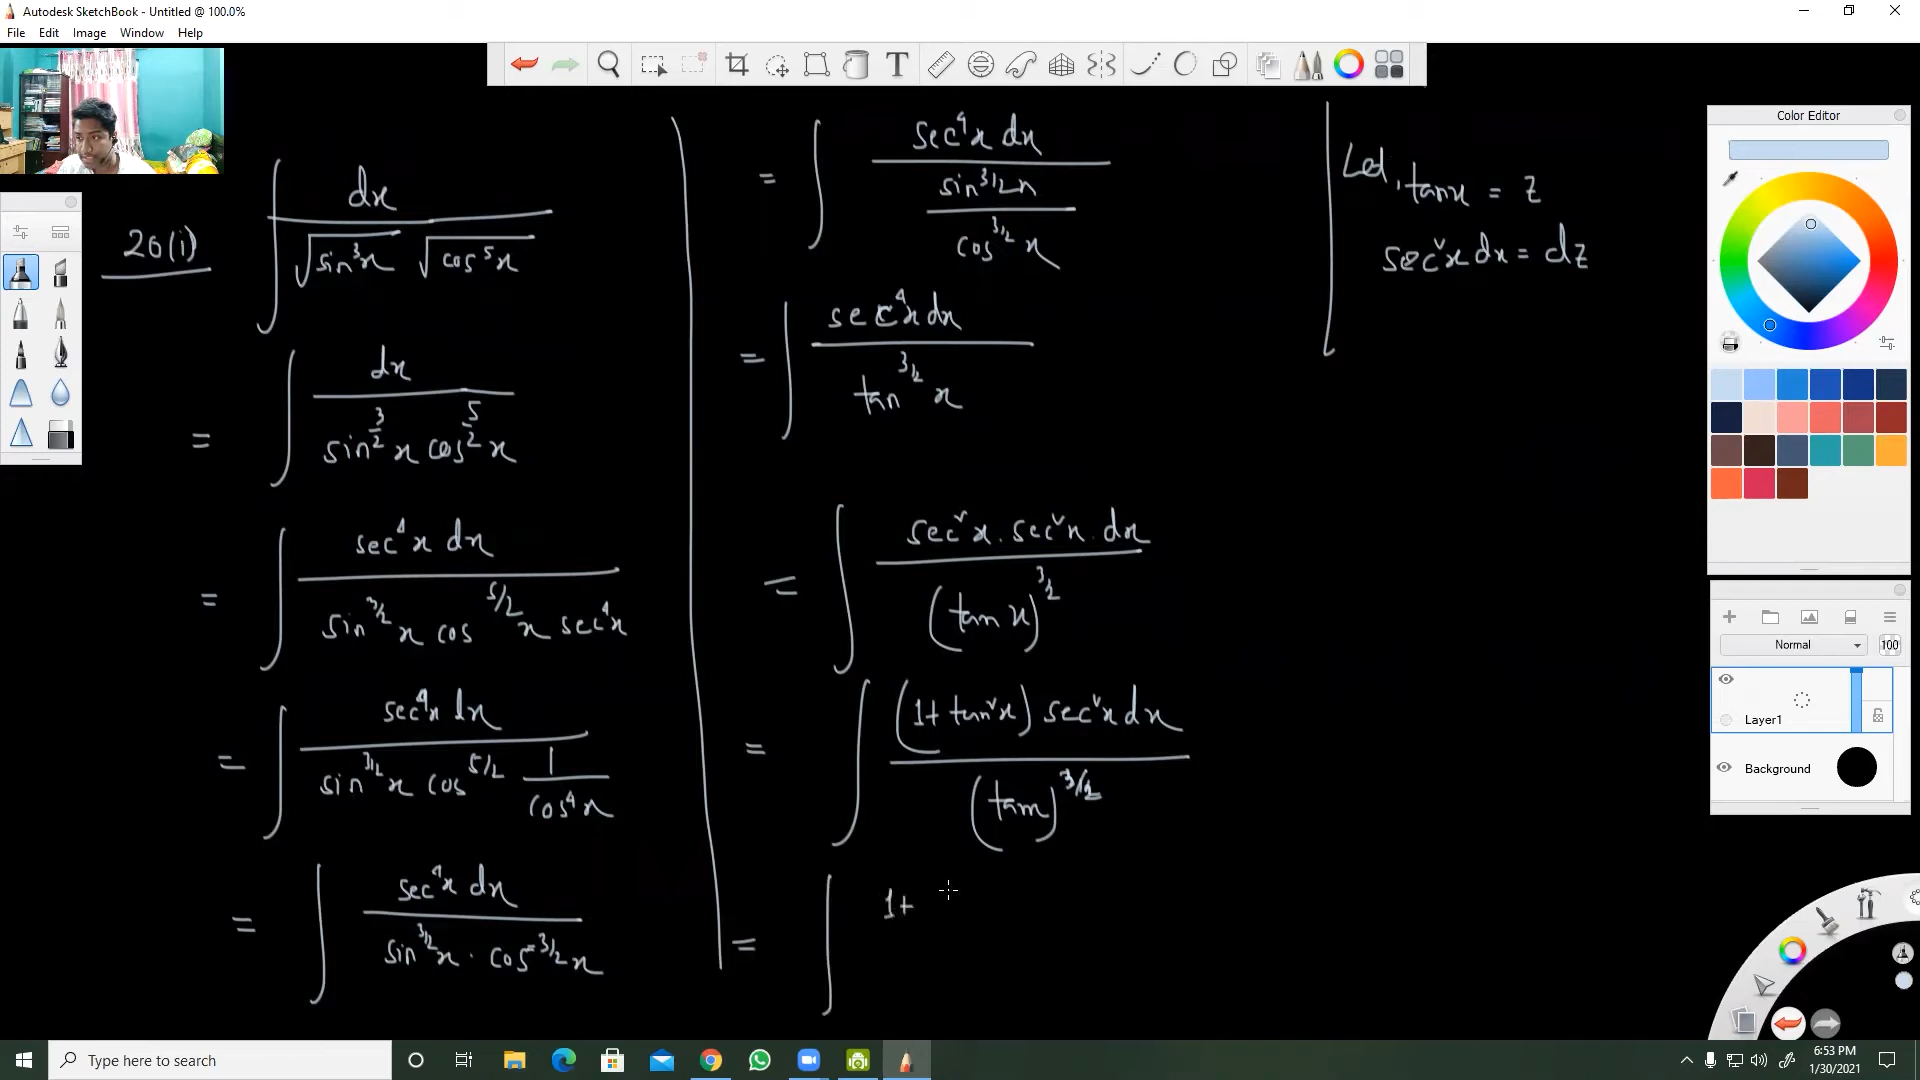 Autodesk SketchBook - Untitled @ 100.0%
File Edit Image Window Help
20(i) ∫ dx / √sin³x √cos⁵x
= ∫ dx / sin^(3/2) x cos^(5/2) x
= ∫ sec⁴x dx / sin^(3/2) x cos^(5/2) x sec⁴x
= ∫ sec⁴x dx / sin^(3/2) x cos^(5/2) 1/cos⁴x
= ∫ sec⁴x dx / sin^(3/2) x · cos^(-3/2) x
= ∫ sec⁴x dx / (sin^(3/2) x / cos^(3/2) x)
= ∫ sec⁴x dx / tan^(3/2) x
= ∫ sec²x . sec²x . dx / (tan x)^(3/2)
= ∫ (1+ tan²x) sec²x dx / (tanx)^(3/2)
= ∫ 1+
Let, tanx = z
sec²x dx = dz
Color Editor
Normal
100
Layer1
Background
Type here to search
6:53 PM
1/30/2021